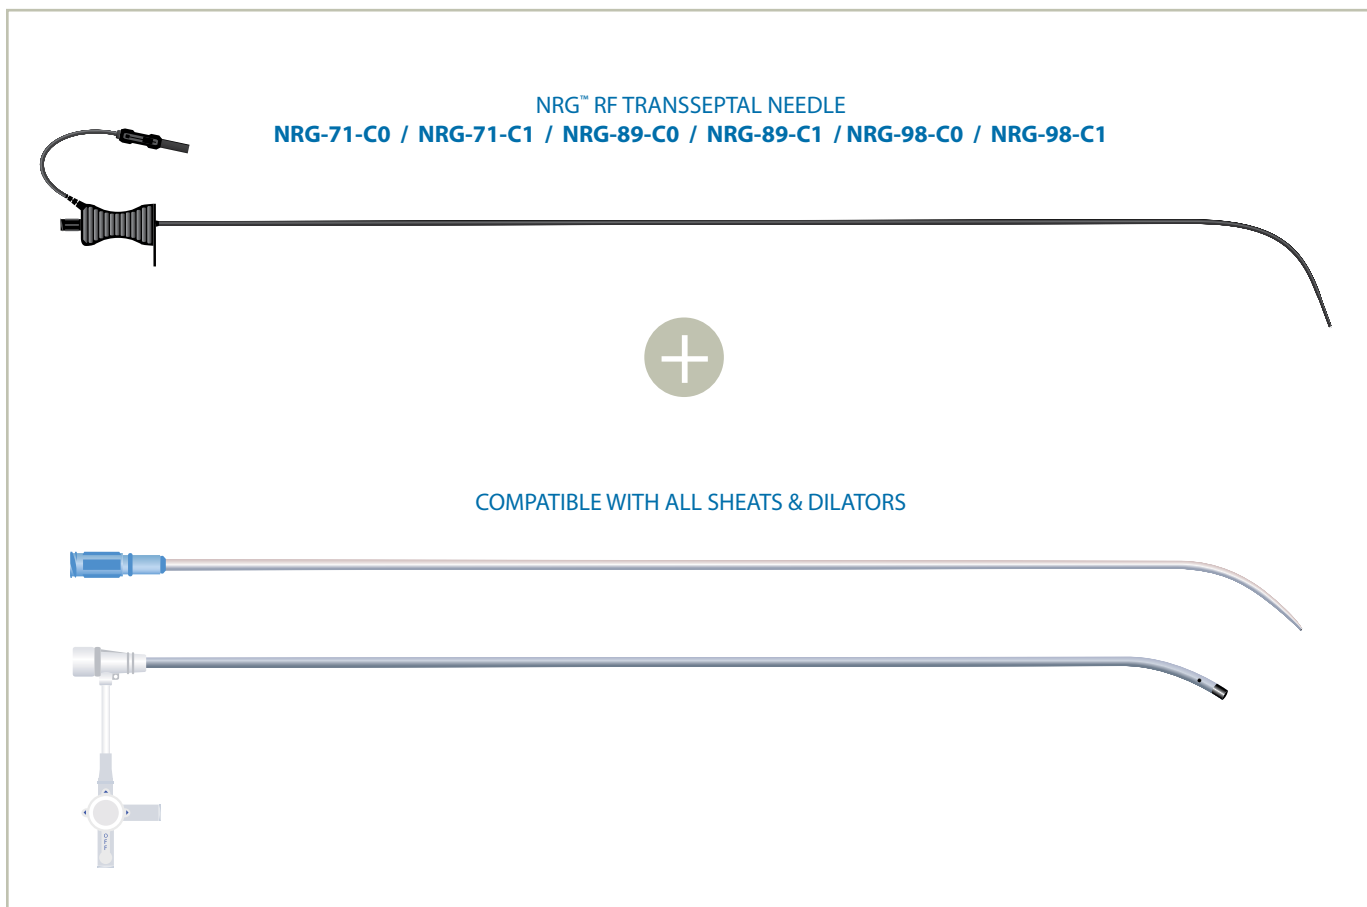 NRG™ RF TRANSSEPTAL NEEDLE
NRG-71-C0 / NRG-71-C1 / NRG-89-C0 / NRG-89-C1 / NRG-98-C0 / NRG-98-C1
COMPATIBLE WITH ALL SHEATS & DILATORS
OFF